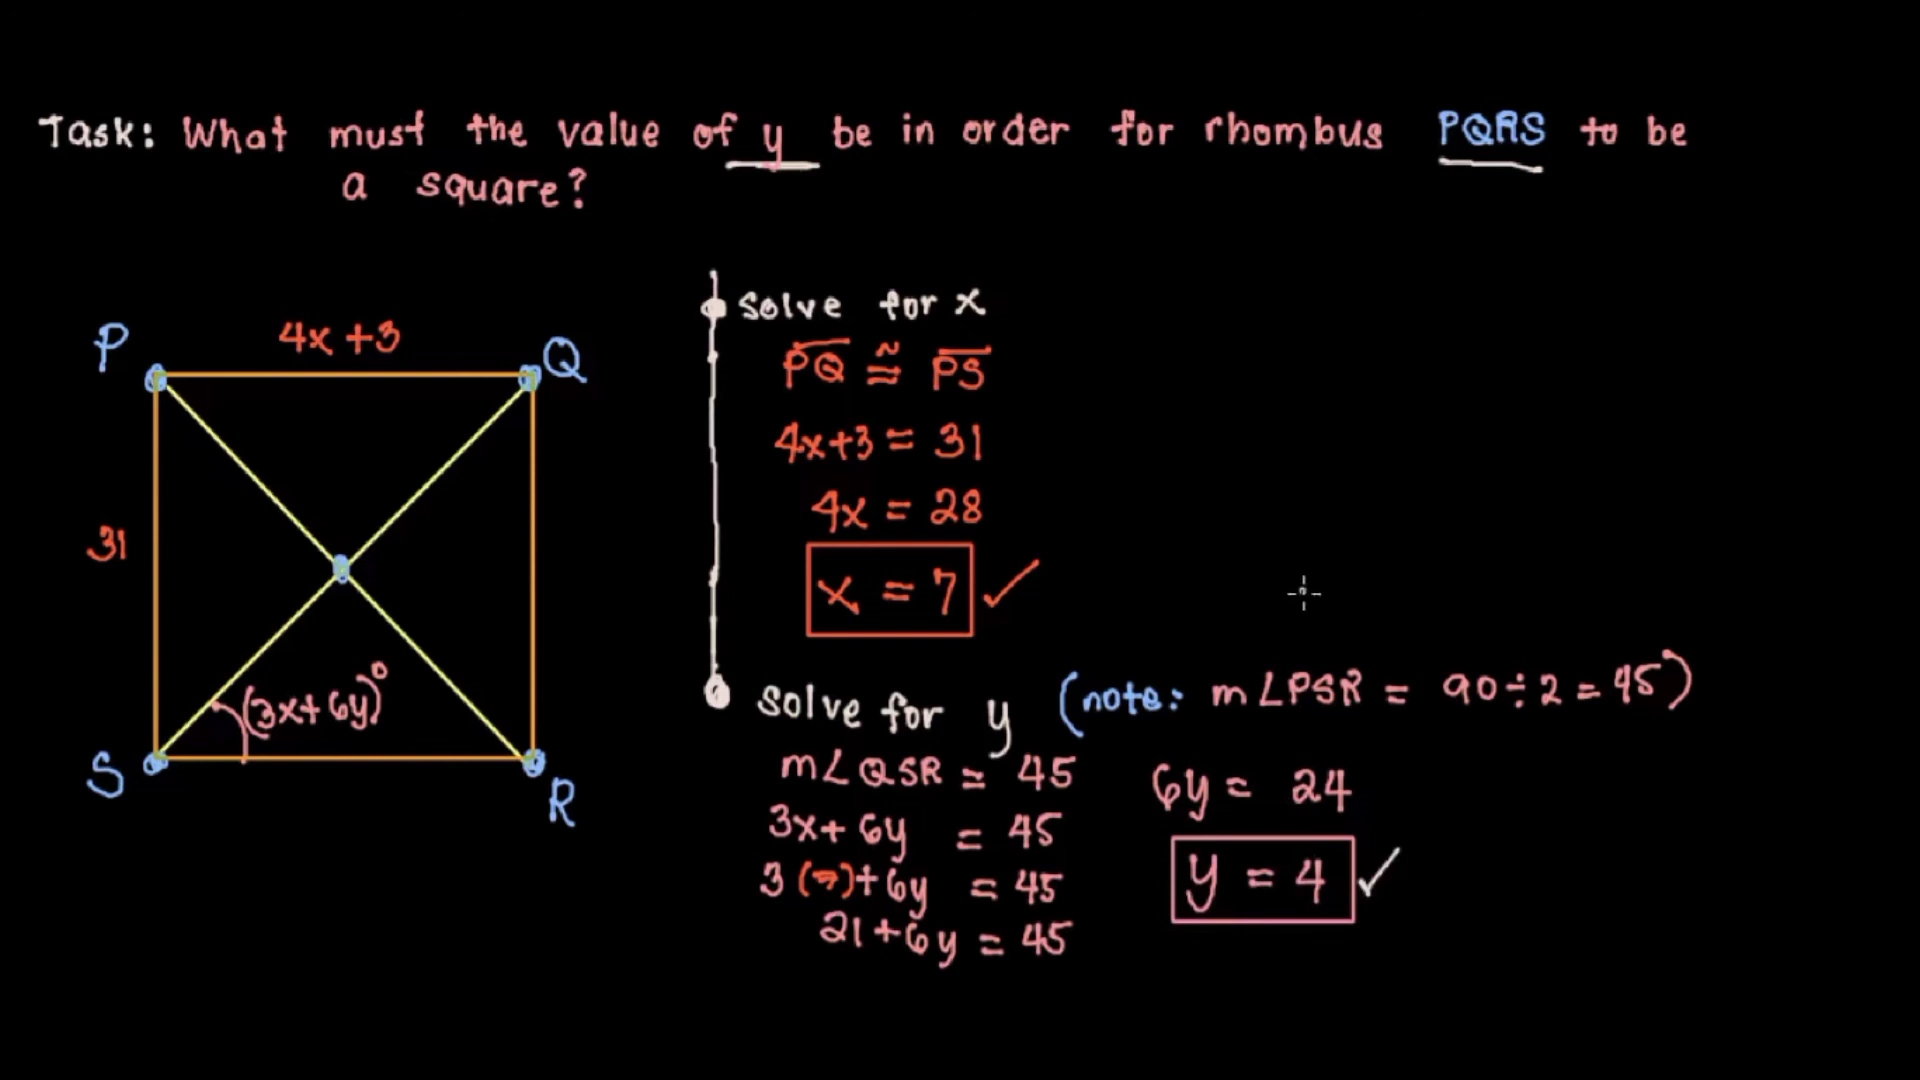 Task: What must the value of y be in order for rhombus PQRS to be
a square?
P
4x+3
Q
31
(3x+6y)°
S
R
solve for x
PQ ≅ PS
4x+3 = 31
4x = 28
x = 7 ✓
solve for y (note: m∠PSR = 90÷2 = 45)
m∠QSR = 45
3x+6y = 45
3(7)+6y = 45
21+6y = 45
6y = 24
y = 4 ✓